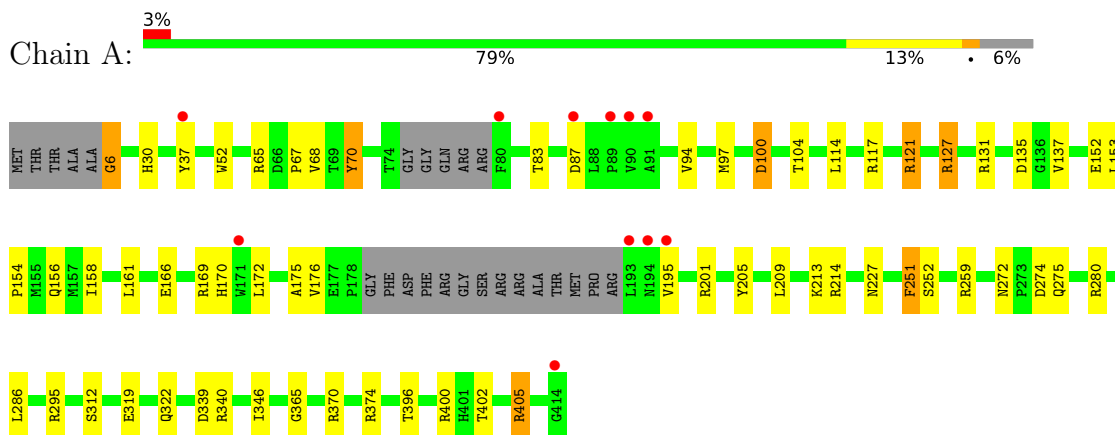 3%
Chain A:
79% 13% • 6%
MET THR THR ALA ALA G6 H30 Y37 W52 R65 D66 P67 V68 T69 Y70 T74 GLY GLY GLN ARG ARG F80 T83 D87 L88 P89 V90 A91 V94 M97 D100 T104 L114 R117 R121 R127 R131 D135 G136 V137 E152 L153
P154 M155 Q156 M157 I158 L161 E166 R169 H170 W171 L172 A175 V176 E177 P178 GLY PHE ASP PHE ARG GLY SER ARG ARG ALA THR MET PRO ARG L193 N194 V195 R201 Y205 L209 K213 R214 N227 F251 S252 R259 N272 P273 D274 Q275 R280
L286 R295 S312 E319 Q322 D339 R340 I346 G365 R370 R374 T396 R400 H401 T402 R405 G414